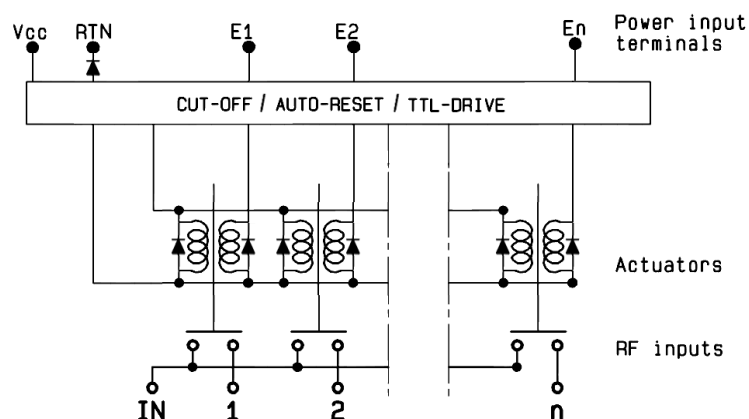 Vcc RTN E1 E2 En Power input
terminals
CUT-OFF / AUTO-RESET / TTL-DRIVE
Actuators
RF inputs
IN 1 2 n